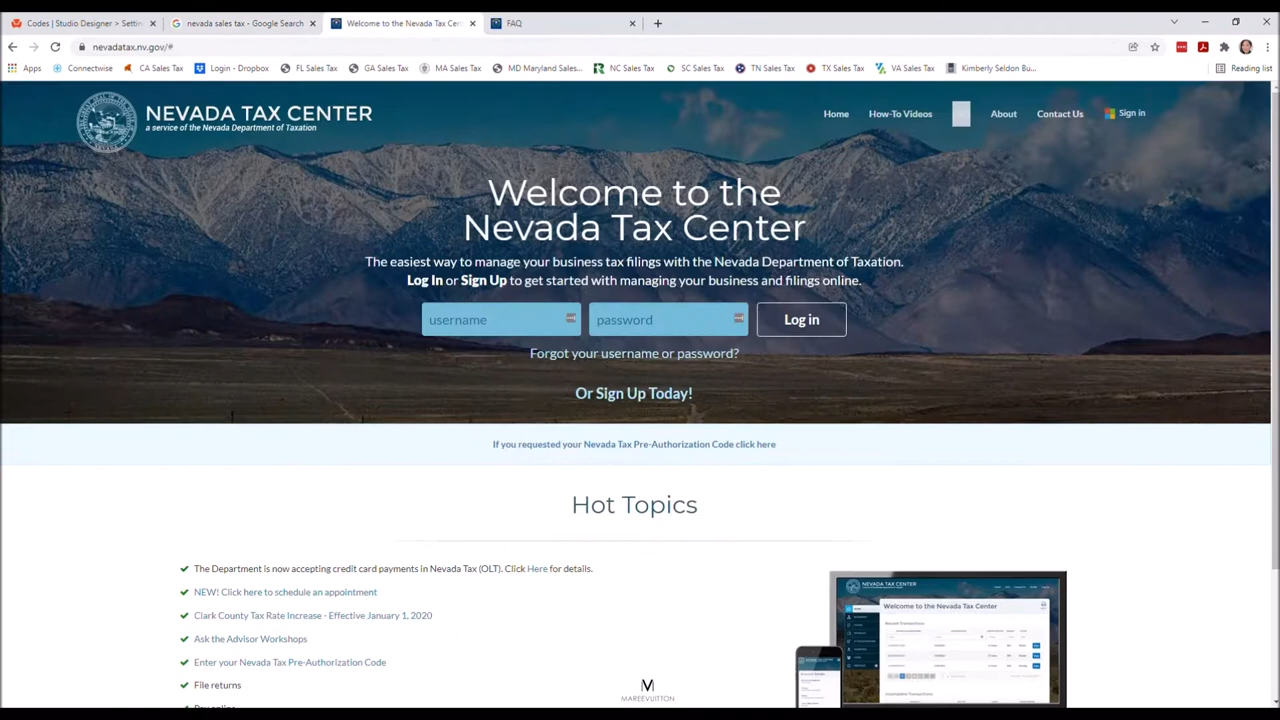 Codes | Studio Designer > Settin
nevada sales tax - Google Search
Welcome to the Nevada Tax Cen
FAQ
nevadatax.nv.gov/#
Apps
Connectwise
CA Sales Tax
Login - Dropbox
FL Sales Tax
GA Sales Tax
MA Sales Tax
MD Maryland Sales...
NC Sales Tax
SC Sales Tax
TN Sales Tax
TX Sales Tax
VA Sales Tax
Kimberly Seldon Bu...
Reading list
NEVADA TAX CENTER
a service of the Nevada Department of Taxation
Home
How-To Videos
About
Contact Us
Sign in
Welcome to the
Nevada Tax Center
The easiest way to manage your business tax filings with the Nevada Department of Taxation.
Log In or Sign Up to get started with managing your business and filings online.
username
password
Log in
Forgot your username or password?
Or Sign Up Today!
If you requested your Nevada Tax Pre-Authorization Code click here
Hot Topics
The Department is now accepting credit card payments in Nevada Tax (OLT). Click Here for details.
NEW! Click here to schedule an appointment
Clark County Tax Rate Increase - Effective January 1, 2020
Ask the Advisor Workshops
Enter your Nevada Tax Pre-Authorization Code
File returns
NEVADA TAX CENTER
Welcome to the Nevada Tax Center
Recent Transactions
MAREEVUITTON